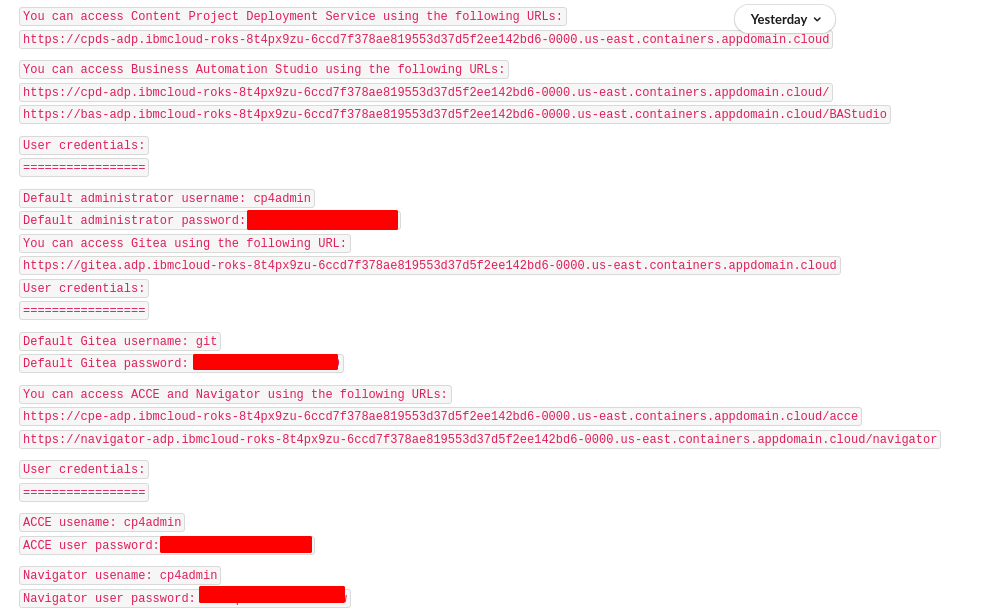 You can access Content Project Deployment Service using the following URLs:
Yesterday
https://cpds-adp.ibmcloud-roks-8t4px9zu-6ccd7f378ae819553d37d5f2ee142bd6-0000.us-east.containers.appdomain.cloud
You can access Business Automation Studio using the following URLs:
https://cpd-adp.ibmcloud-roks-8t4px9zu-6ccd7f378ae819553d37d5f2ee142bd6-0000.us-east.containers.appdomain.cloud/
https://bas-adp.ibmcloud-roks-8t4px9zu-6ccd7f378ae819553d37d5f2ee142bd6-0000.us-east.containers.appdomain.cloud/BAStudio
User credentials:
=================
Default administrator username: cp4admin
Default administrator password:
You can access Gitea using the following URL:
https://gitea.adp.ibmcloud-roks-8t4px9zu-6ccd7f378ae819553d37d5f2ee142bd6-0000.us-east.containers.appdomain.cloud
User credentials:
=================
Default Gitea username: git
Default Gitea password:
You can access ACCE and Navigator using the following URLs:
https://cpe-adp.ibmcloud-roks-8t4px9zu-6ccd7f378ae819553d37d5f2ee142bd6-0000.us-east.containers.appdomain.cloud/acce
https://navigator-adp.ibmcloud-roks-8t4px9zu-6ccd7f378ae819553d37d5f2ee142bd6-0000.us-east.containers.appdomain.cloud/navigator
User credentials:
=================
ACCE usename: cp4admin
ACCE user password:
Navigator usename: cp4admin
Navigator user password: